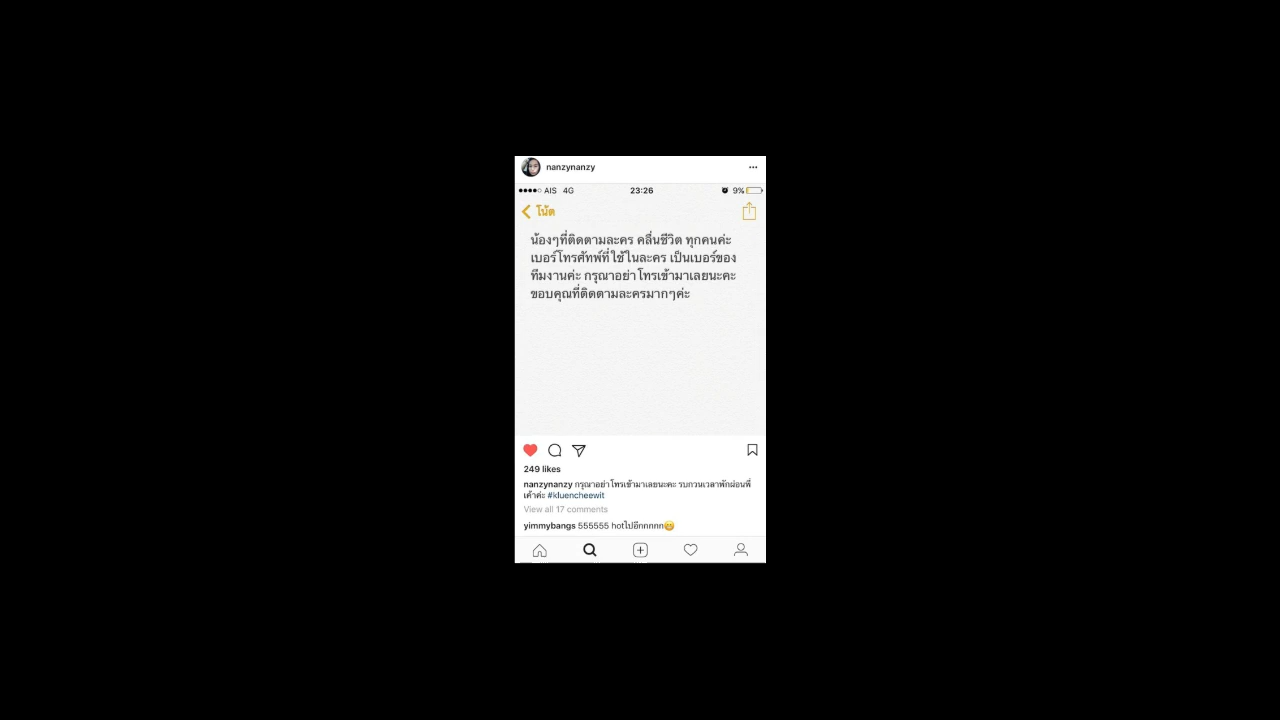 nanzynanzy
AIS 4G 23:26 9%
โน้ต
น้องๆที่ติดตามละคร คลื่นชีวิต ทุกคนค่ะ
เบอร์โทรศัทพ์ที่ใช้ในละคร เป็นเบอร์ของ
ทีมงานค่ะ กรุณาอย่าโทรเข้ามาเลยนะคะ
ขอบคุณที่ติดตามละครมากๆค่ะ
249 likes
nanzynanzy กรุณาอย่าโทรเข้ามาเลยนะคะ รบกวนเวลาพักผ่อนพี่
เค้าค่ะ #kluencheewit
View all 17 comments
yimmybangs 555555 hotไปอีกกกกก